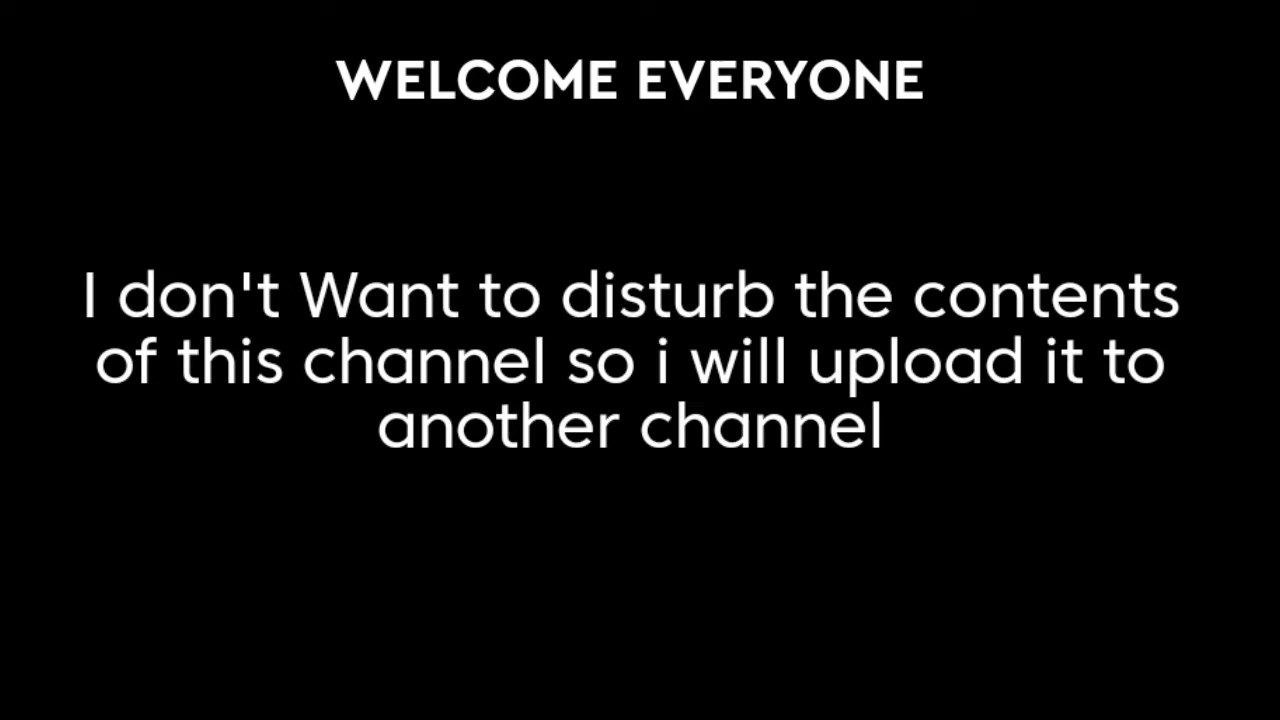 WELCOME EVERYONE
I don't Want to disturb the contents
of this channel so i will upload it to
another channel